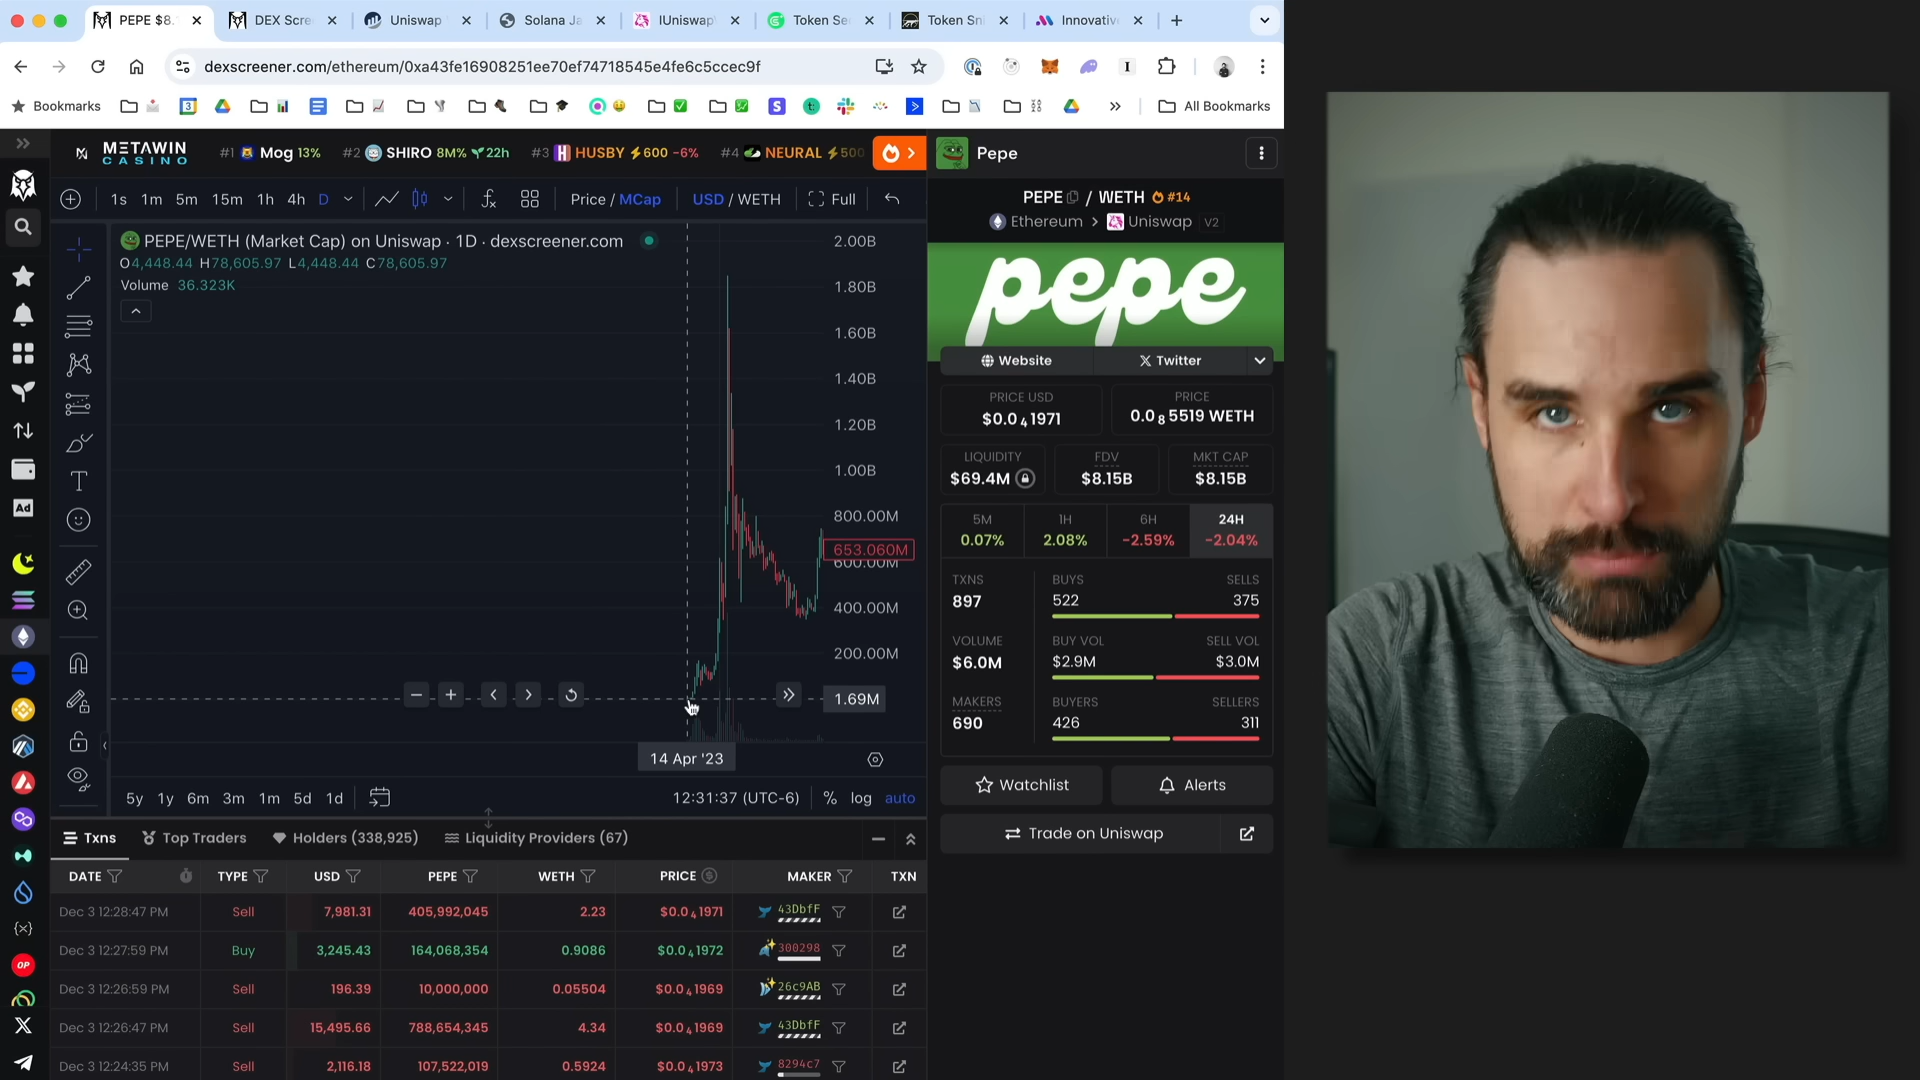 PEPE $8.
DEX Scre
Uniswap
Solana Ja
IUniswap
Token Se
Token Sni
Innovativ
dexscreener.com/ethereum/0xa43fe16908251ee70ef74718545e4fe6c5ccec9f
Bookmarks
All Bookmarks
METAWIN CASINO
#1 Mog 13%
#2 SHIRO 8M% 22h
#3 HUSBY 600 -6%
#4 NEURAL 500
Pepe
1s 1m 5m 15m 1h 4h D
Price / MCap
USD / WETH
Full
PEPE / WETH #14
Ethereum > Uniswap V2
PEPE/WETH (Market Cap) on Uniswap · 1D · dexscreener.com
O4,448.44 H78,605.97 L4,448.44 C78,605.97
Volume 36.323K
2.00B
1.80B
1.60B
1.40B
1.20B
1.00B
800.00M
653.060M
600.00M
400.00M
200.00M
1.69M
14 Apr '23
pepe
Website
Twitter
PRICE USD
$0.0₄1971
PRICE
0.0₈5519 WETH
LIQUIDITY
$69.4M
FDV
$8.15B
MKT CAP
$8.15B
5M 1H 6H 24H
0.07% 2.08% -2.59% -2.04%
TXNS BUYS SELLS
897 522 375
VOLUME BUY VOL SELL VOL
$6.0M $2.9M $3.0M
MAKERS BUYERS SELLERS
690 426 311
Watchlist
Alerts
Trade on Uniswap
Ad
OP
5y 1y 6m 3m 1m 5d 1d
12:31:37 (UTC-6) % log auto
Txns Top Traders Holders (338,925) Liquidity Providers (67)
DATE TYPE USD PEPE WETH PRICE MAKER TXN
Dec 3 12:28:47 PM Sell 7,981.31 405,992,045 2.23 $0.0₄1971 43DbfF
Dec 3 12:27:59 PM Buy 3,245.43 164,068,354 0.9086 $0.0₄1972 300298
Dec 3 12:26:59 PM Sell 196.39 10,000,000 0.05504 $0.0₄1969 26c9AB
Dec 3 12:26:47 PM Sell 15,495.66 788,654,345 4.34 $0.0₄1969 43DbfF
Dec 3 12:24:35 PM Sell 2,116.18 107,522,019 0.5924 $0.0₄1973 8294c7